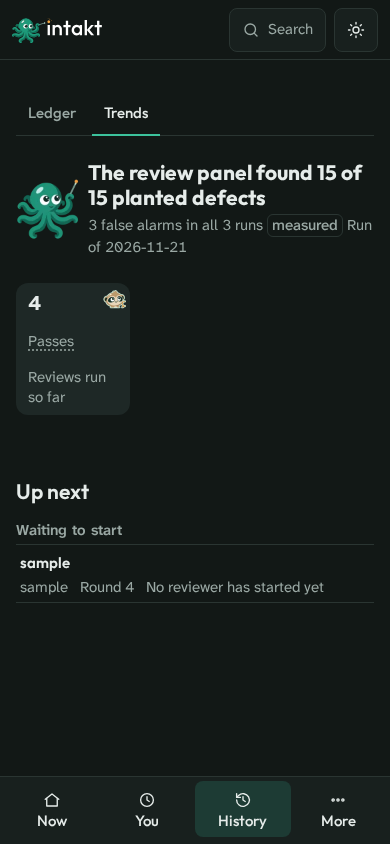 intakt
Search
Ledger
Trends
The review panel found 15 of
15 planted defects
3 false alarms in all 3 runs measured Run
of 2026-11-21
4
Passes
Reviews run
so far
Up next
Waiting to start
sample
sample Round 4 No reviewer has started yet
Now
You
History
More